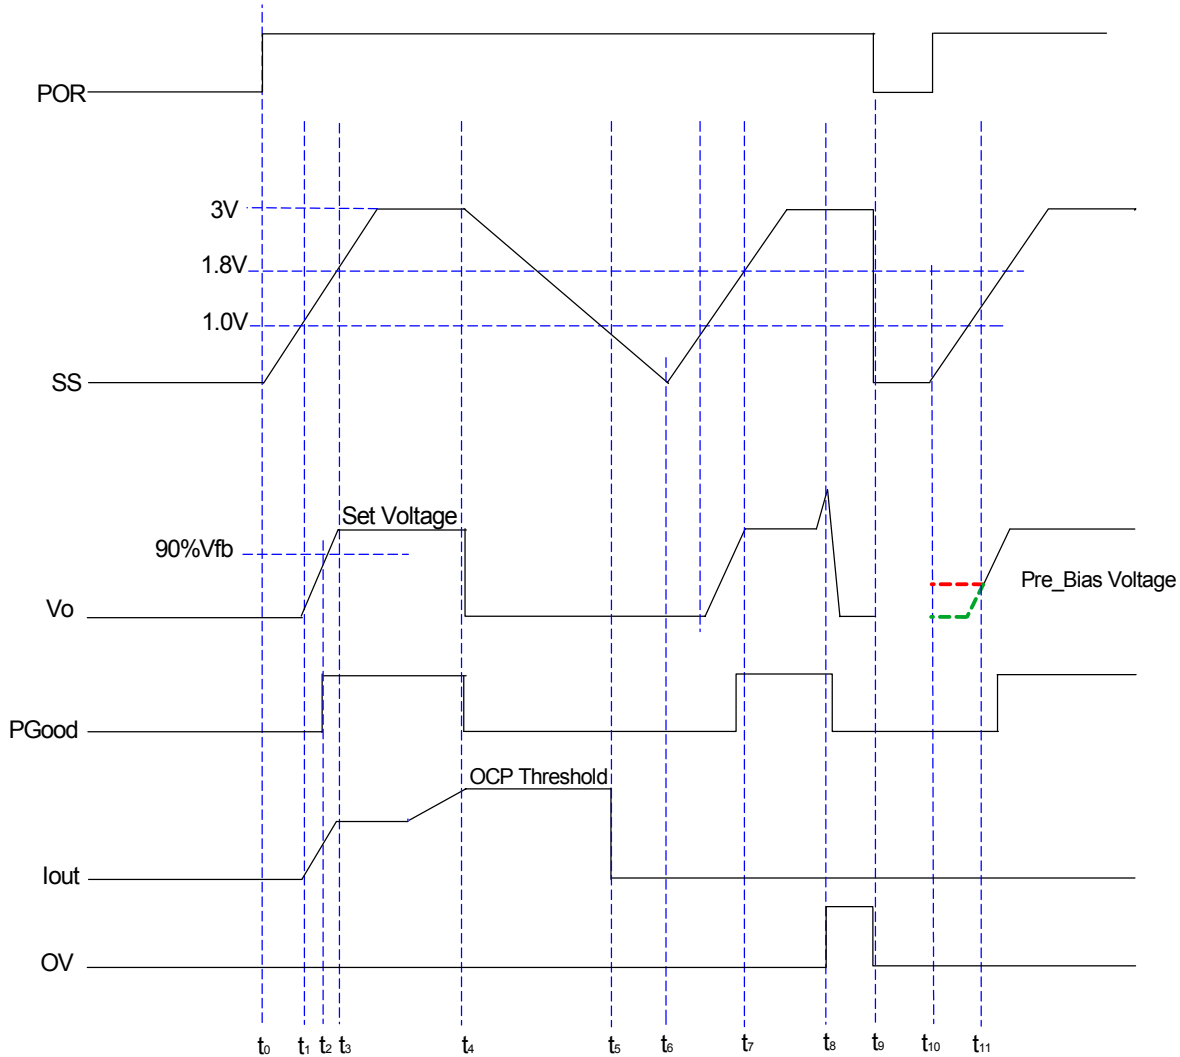 POR
3V
1.8V
1.0V
SS
Set Voltage
90%Vfb
Pre_Bias Voltage
Vo
PGood
OCP Threshold
Iout
OV
t0 t1 t2 t3 t4 t5 t6 t7 t8 t9 t10 t11